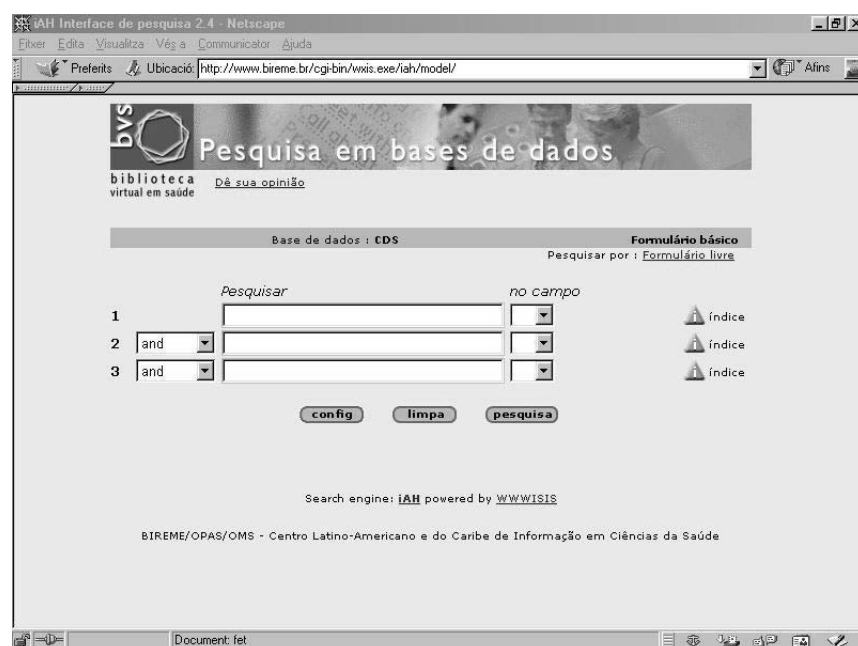 iAH Interface de pesquisa 2.4 - Netscape
Fitxer Edita Visualitza Vés a Communicator Ajuda
Preferits Ubicació: http://www.bireme.br/cgi-bin/wxis.exe/iah/model/ Afins
bvs
Pesquisa em bases de dados
biblioteca
virtual em saúde
Dê sua opinião
Base de dados : CDS Formulário básico
Pesquisar por : Formulário livre
Pesquisar no campo
1 índice
2 and índice
3 and índice
config limpa pesquisa
Search engine: iAH powered by WWWISIS
BIREME/OPAS/OMS - Centro Latino-Americano e do Caribe de Informação em Ciências da Saúde
Document: fet